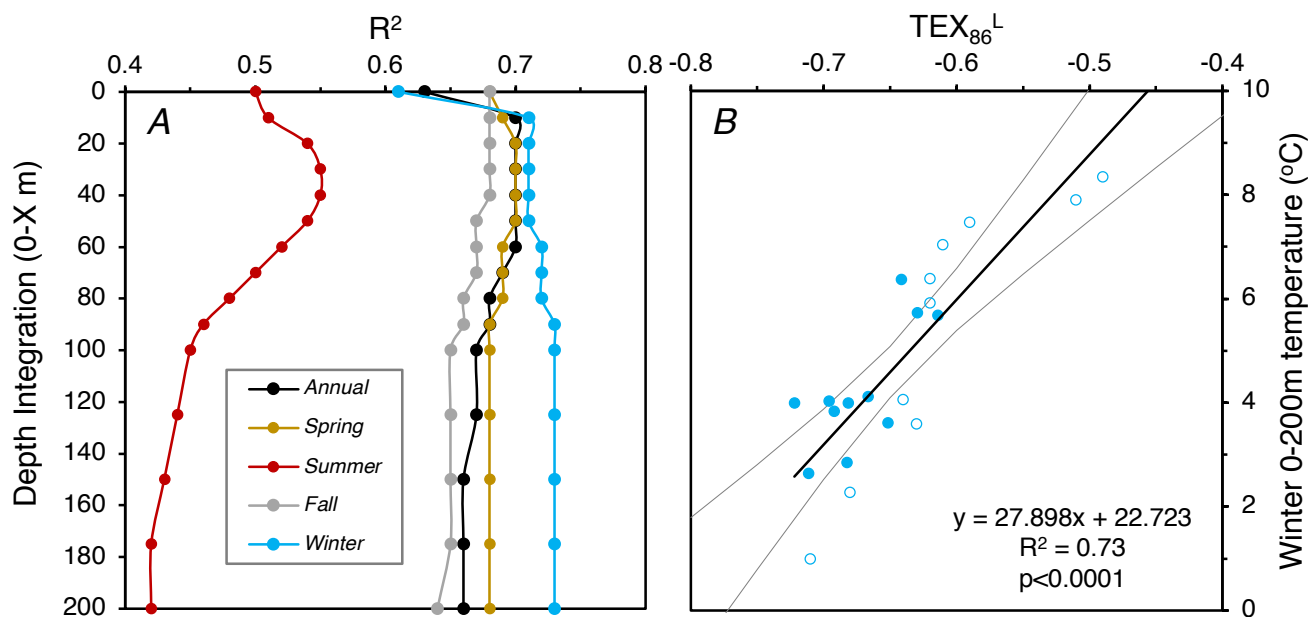 R²
0.4 0.5 0.6 0.7 0.8
0
20
40
60
80
100
120
140
160
180
200
Depth Integration (0-X m)
A
Annual
Spring
Summer
Fall
Winter
TEX₈₆ᴸ
-0.8 -0.7 -0.6 -0.5 -0.4
B
10
8
6
4
2
0
Winter 0-200m temperature (ºC)
y = 27.898x + 22.723
R² = 0.73
p<0.0001